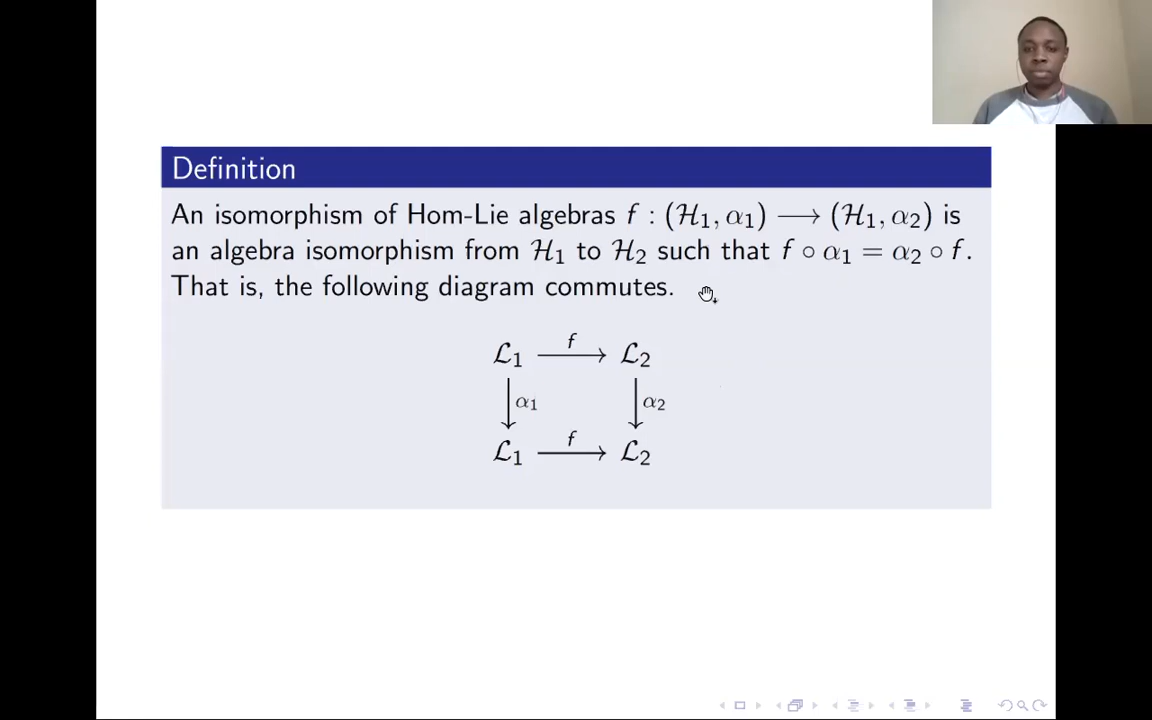 Definition
An isomorphism of Hom-Lie algebras f : (ℋ₁, α₁) ⟶ (ℋ₁, α₂) is
an algebra isomorphism from ℋ₁ to ℋ₂ such that f ∘ α₁ = α₂ ∘ f.
That is, the following diagram commutes.
f
ℒ₁ ⟶ ℒ₂
α₁ α₂
f
ℒ₁ ⟶ ℒ₂